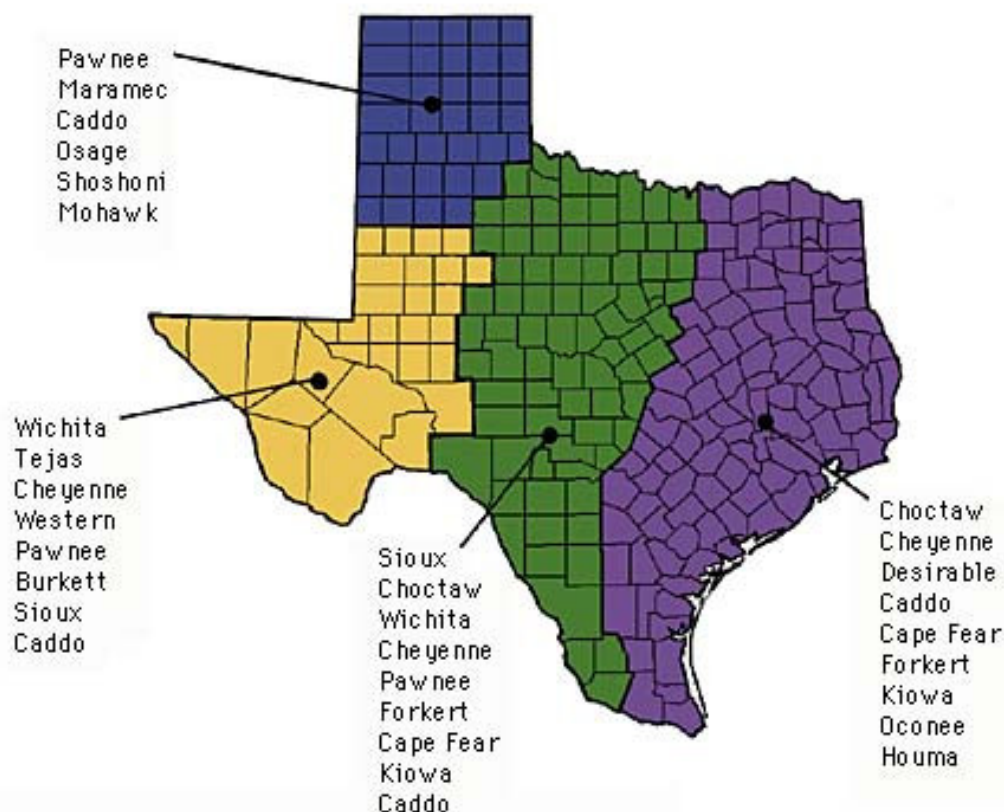 Pawnee
Maramec
Caddo
Osage
Shoshoni
Mohawk
Wichita
Tejas
Cheyenne
Western
Pawnee
Burkett
Sioux
Caddo
Sioux
Choctaw
Wichita
Cheyenne
Pawnee
Forkert
Cape Fear
Kiowa
Caddo
Choctaw
Cheyenne
Desirable
Caddo
Cape Fear
Forkert
Kiowa
Oconee
Houma